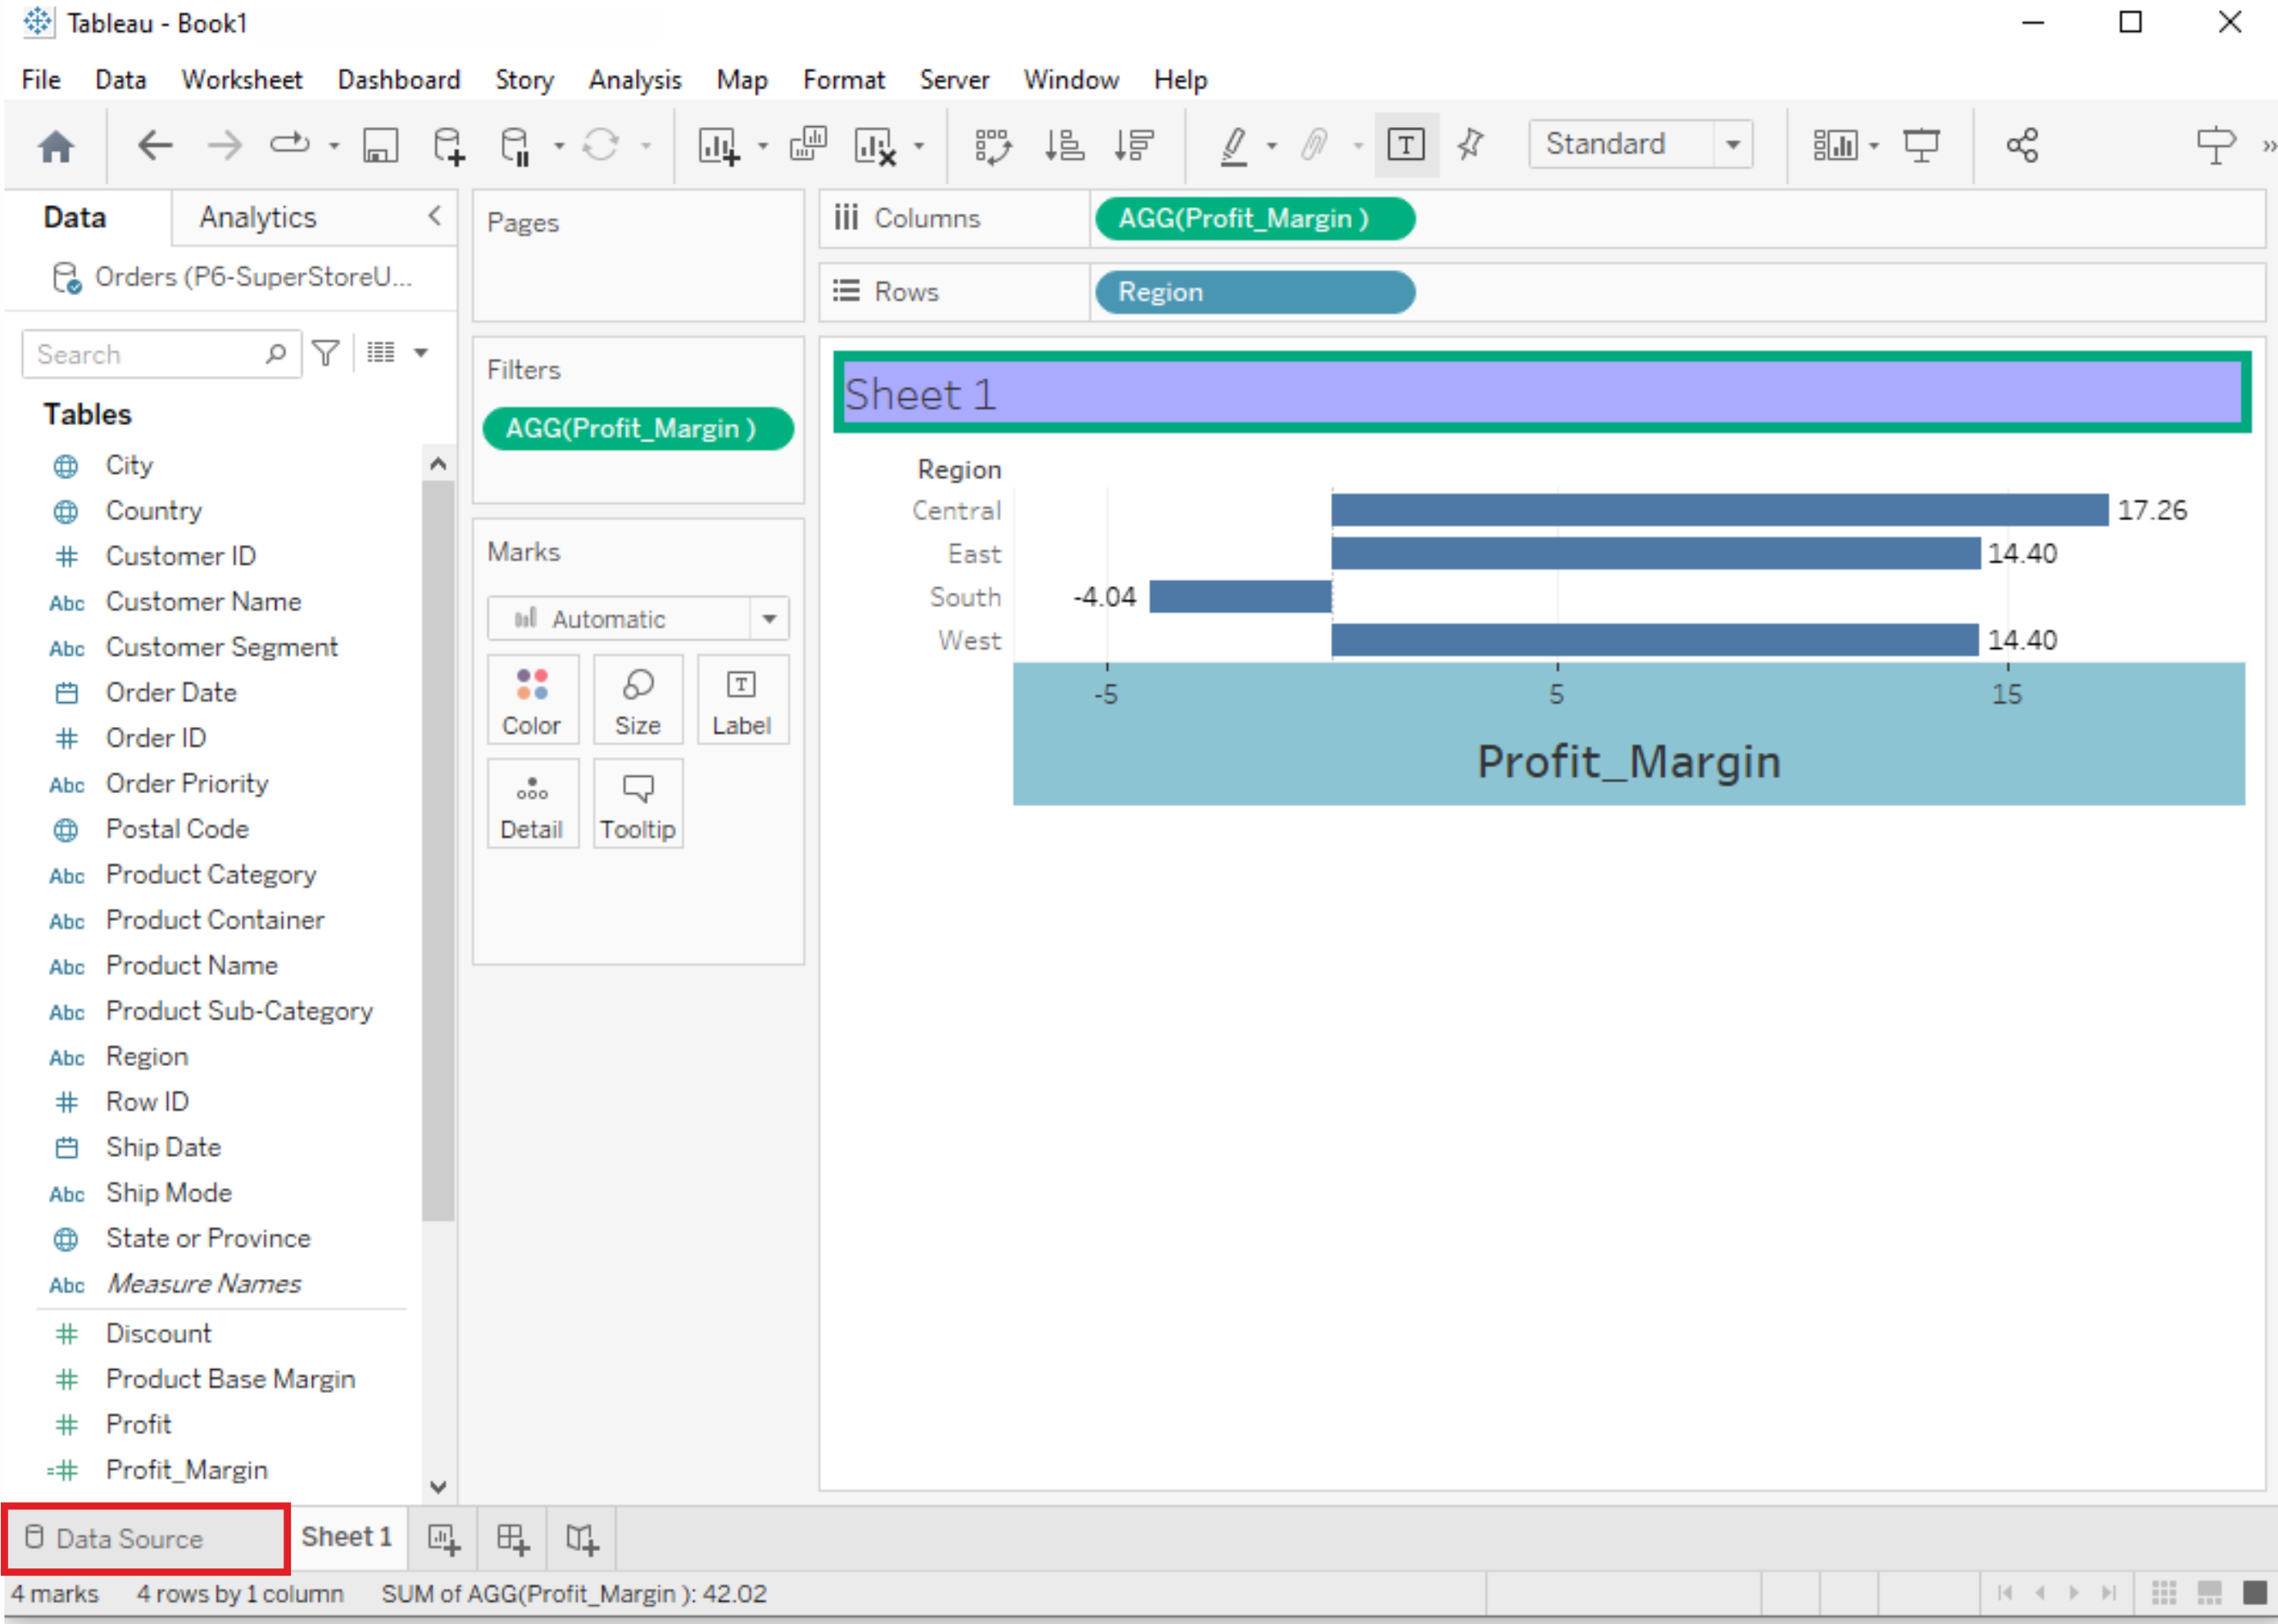 Tableau - Book1
File Data Worksheet Dashboard Story Analysis Map Format Server Window Help
Standard
Data Analytics
Orders (P6-SuperStoreU...
Search
Tables
City
Country
Customer ID
Abc Customer Name
Abc Customer Segment
Order Date
Order ID
Abc Order Priority
Postal Code
Abc Product Category
Abc Product Container
Abc Product Name
Abc Product Sub-Category
Abc Region
Row ID
Ship Date
Abc Ship Mode
State or Province
Abc Measure Names
Discount
Product Base Margin
Profit
Profit_Margin
Pages
Filters
AGG(Profit_Margin )
Marks
Automatic
Color Size Label
Detail Tooltip
Columns AGG(Profit_Margin )
Rows Region
Sheet 1
Region
Central 17.26
East 14.40
South -4.04
West 14.40
-5 5 15
Profit_Margin
Data Source Sheet 1
4 marks 4 rows by 1 column SUM of AGG(Profit_Margin ): 42.02